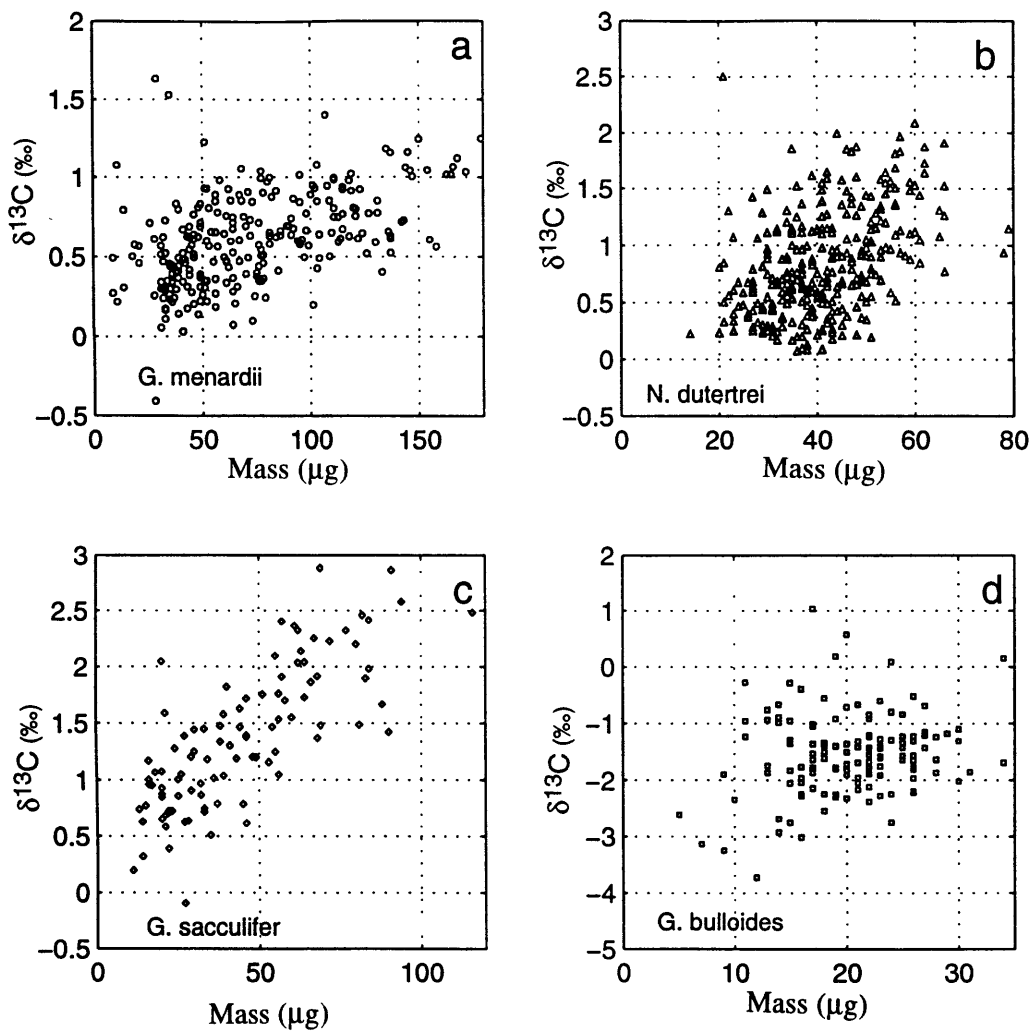 a
2
1.5
1
0.5
0
−0.5
δ13C (‰)
G. menardii
0 50 100 150
Mass (μg)
b
3
2.5
2
1.5
1
0.5
0
−0.5
δ13C (‰)
N. dutertrei
0 20 40 60 80
Mass (μg)
c
3
2.5
2
1.5
1
0.5
0
−0.5
δ13C (‰)
G. sacculifer
0 50 100
Mass (μg)
d
2
1
0
−1
−2
−3
−4
−5
δ13C (‰)
G. bulloides
0 10 20 30
Mass (μg)